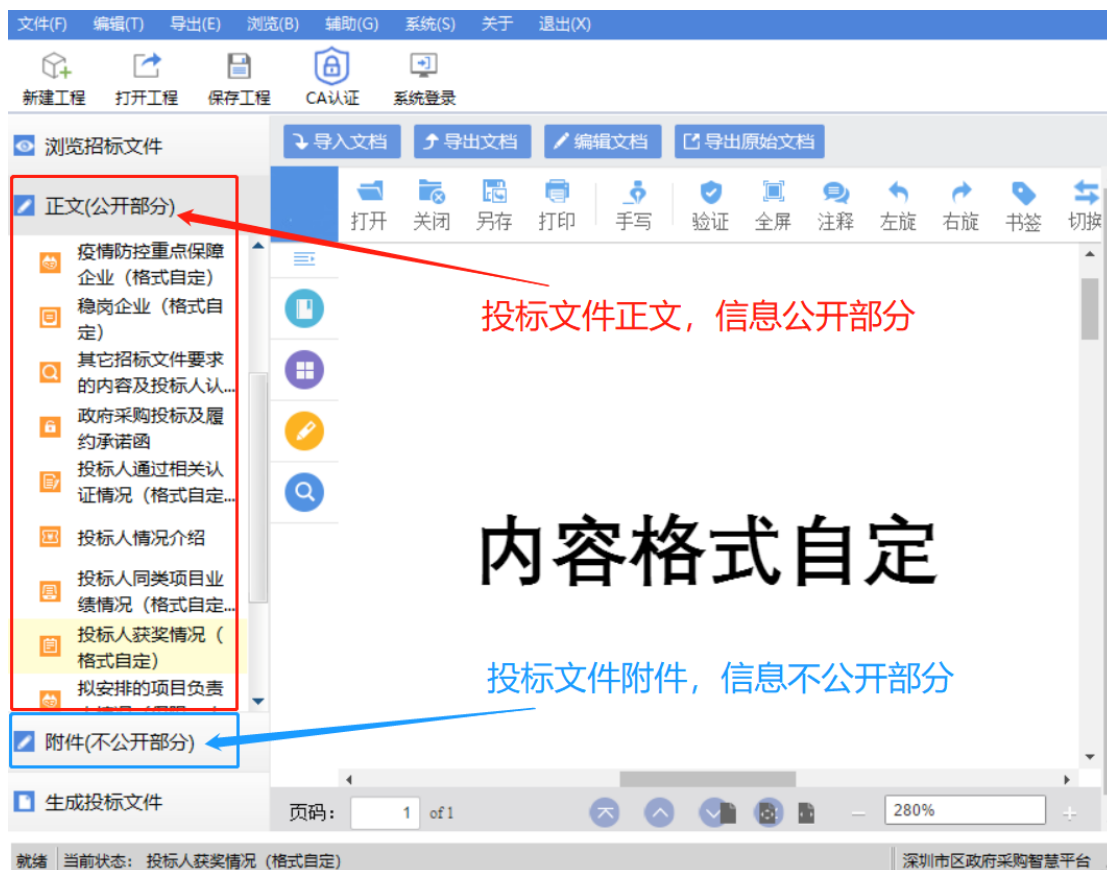 文件(F) 编辑(T) 导出(E) 浏览(B) 辅助(G) 系统(S) 关于 退出(X)
新建工程 打开工程 保存工程 CA认证 系统登录
浏览招标文件
导入文档 导出文档 编辑文档 导出原始文档
正文(公开部分)
打开 关闭 另存 打印 手写 验证 全屏 注释 左旋 右旋 书签 切换
疫情防控重点保障
企业（格式自定）
稳岗企业（格式自
定）
投标文件正文，信息公开部分
其它招标文件要求
的内容及投标人认...
政府采购投标及履
约承诺函
投标人通过相关认
证情况（格式自定...
投标人情况介绍
内容格式自定
投标人同类项目业
绩情况（格式自定...
投标人获奖情况（
格式自定）
投标文件附件，信息不公开部分
拟安排的项目负责
附件(不公开部分)
生成投标文件
页码： 1 of 1 280%
就绪 当前状态： 投标人获奖情况（格式自定） 深圳市区政府采购智慧平台